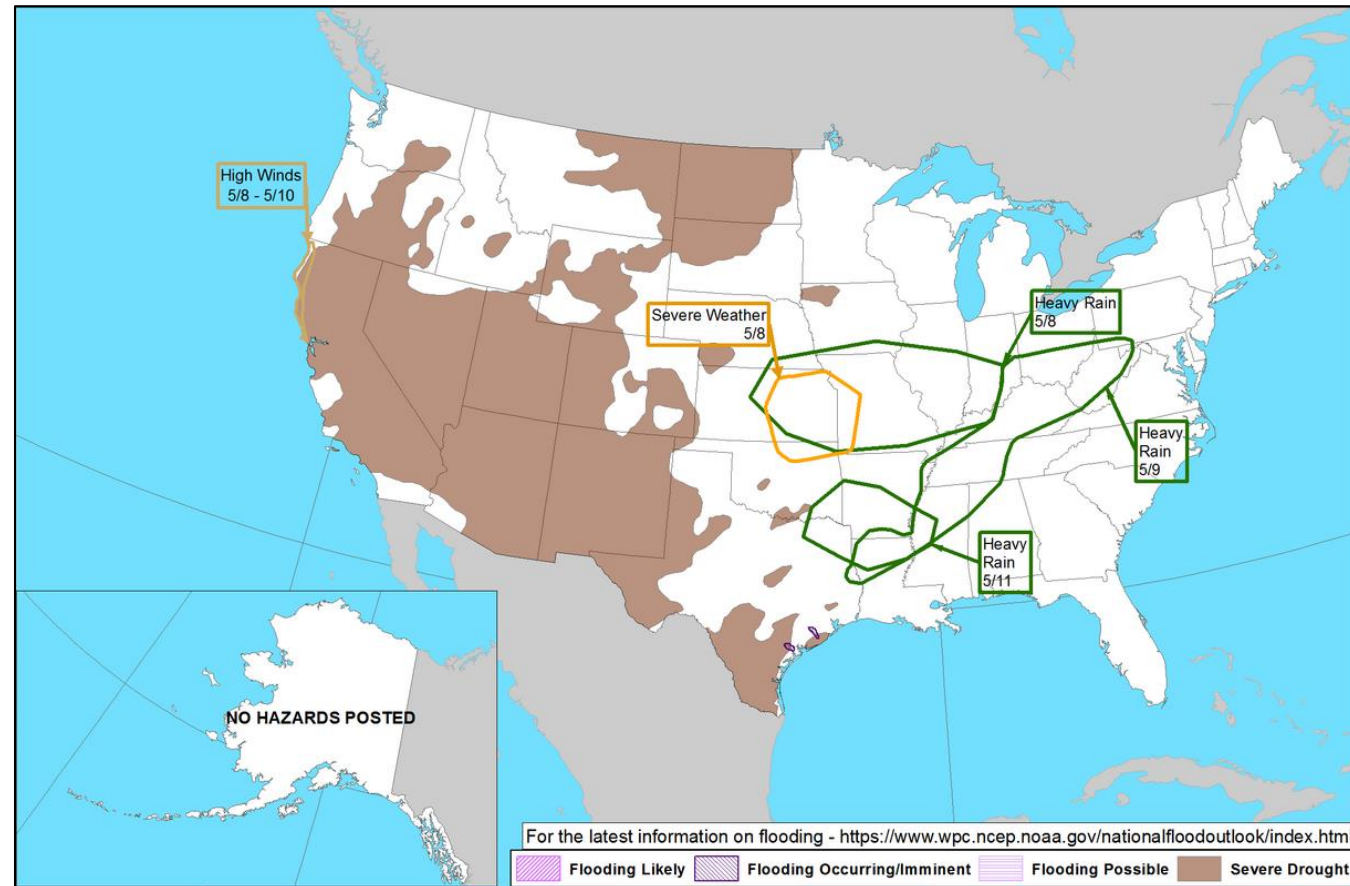 High Winds
5/8 - 5/10
Severe Weather
5/8
Heavy Rain
5/8
Heavy
Rain
5/9
Heavy
Rain
5/11
NO HAZARDS POSTED
For the latest information on flooding - https://www.wpc.ncep.noaa.gov/nationalfloodoutlook/index.htm
Flooding Likely Flooding Occurring/Imminent Flooding Possible Severe Drought